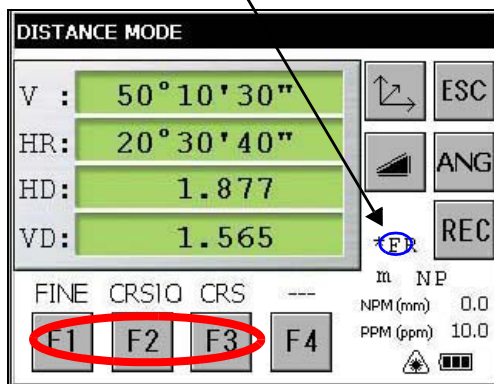 DISTANCE MODE
V : 50°10'30"
HR: 20°30'40"
HD: 1.877
VD: 1.565
ESC
ANG
REC
*FR
m NP
NPM (mm) 0.0
PPM (ppm) 10.0
FINE CRS10 CRS ---
F1 F2 F3 F4